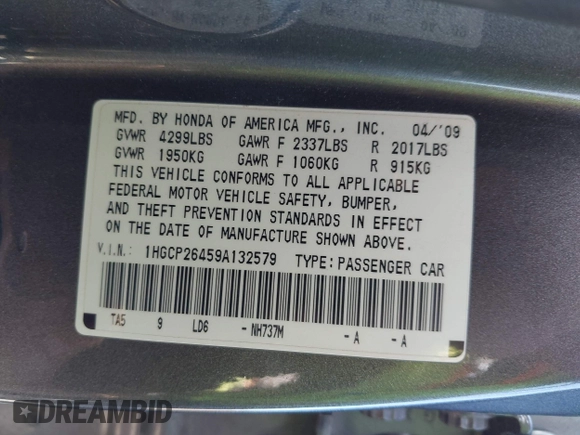 MFD. BY HONDA OF AMERICA MFG., INC. 04/'09
GVWR 4299LBS GAWR F 2337LBS R 2017LBS
GVWR 1950KG GAWR F 1060KG R 915KG
THIS VEHICLE CONFORMS TO ALL APPLICABLE
FEDERAL MOTOR VEHICLE SAFETY, BUMPER,
AND THEFT PREVENTION STANDARDS IN EFFECT
ON THE DATE OF MANUFACTURE SHOWN ABOVE.
V.I.N.: 1HGCP26459A132579 TYPE:PASSENGER CAR
TA5 9 LD6 -NH737M -A -A
DREAMBID